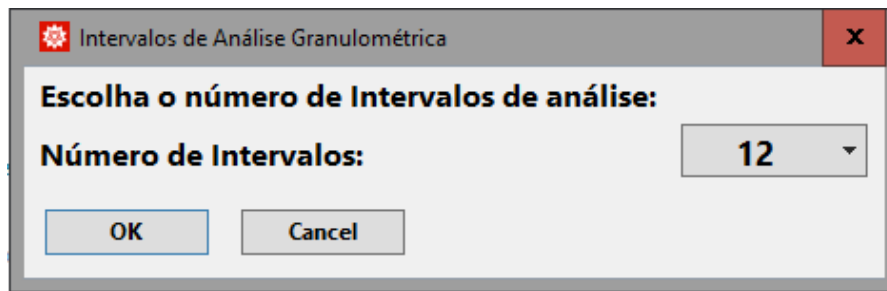 Intervalos de Análise Granulométrica
x
Escolha o número de Intervalos de análise:
Número de Intervalos:
12
OK
Cancel